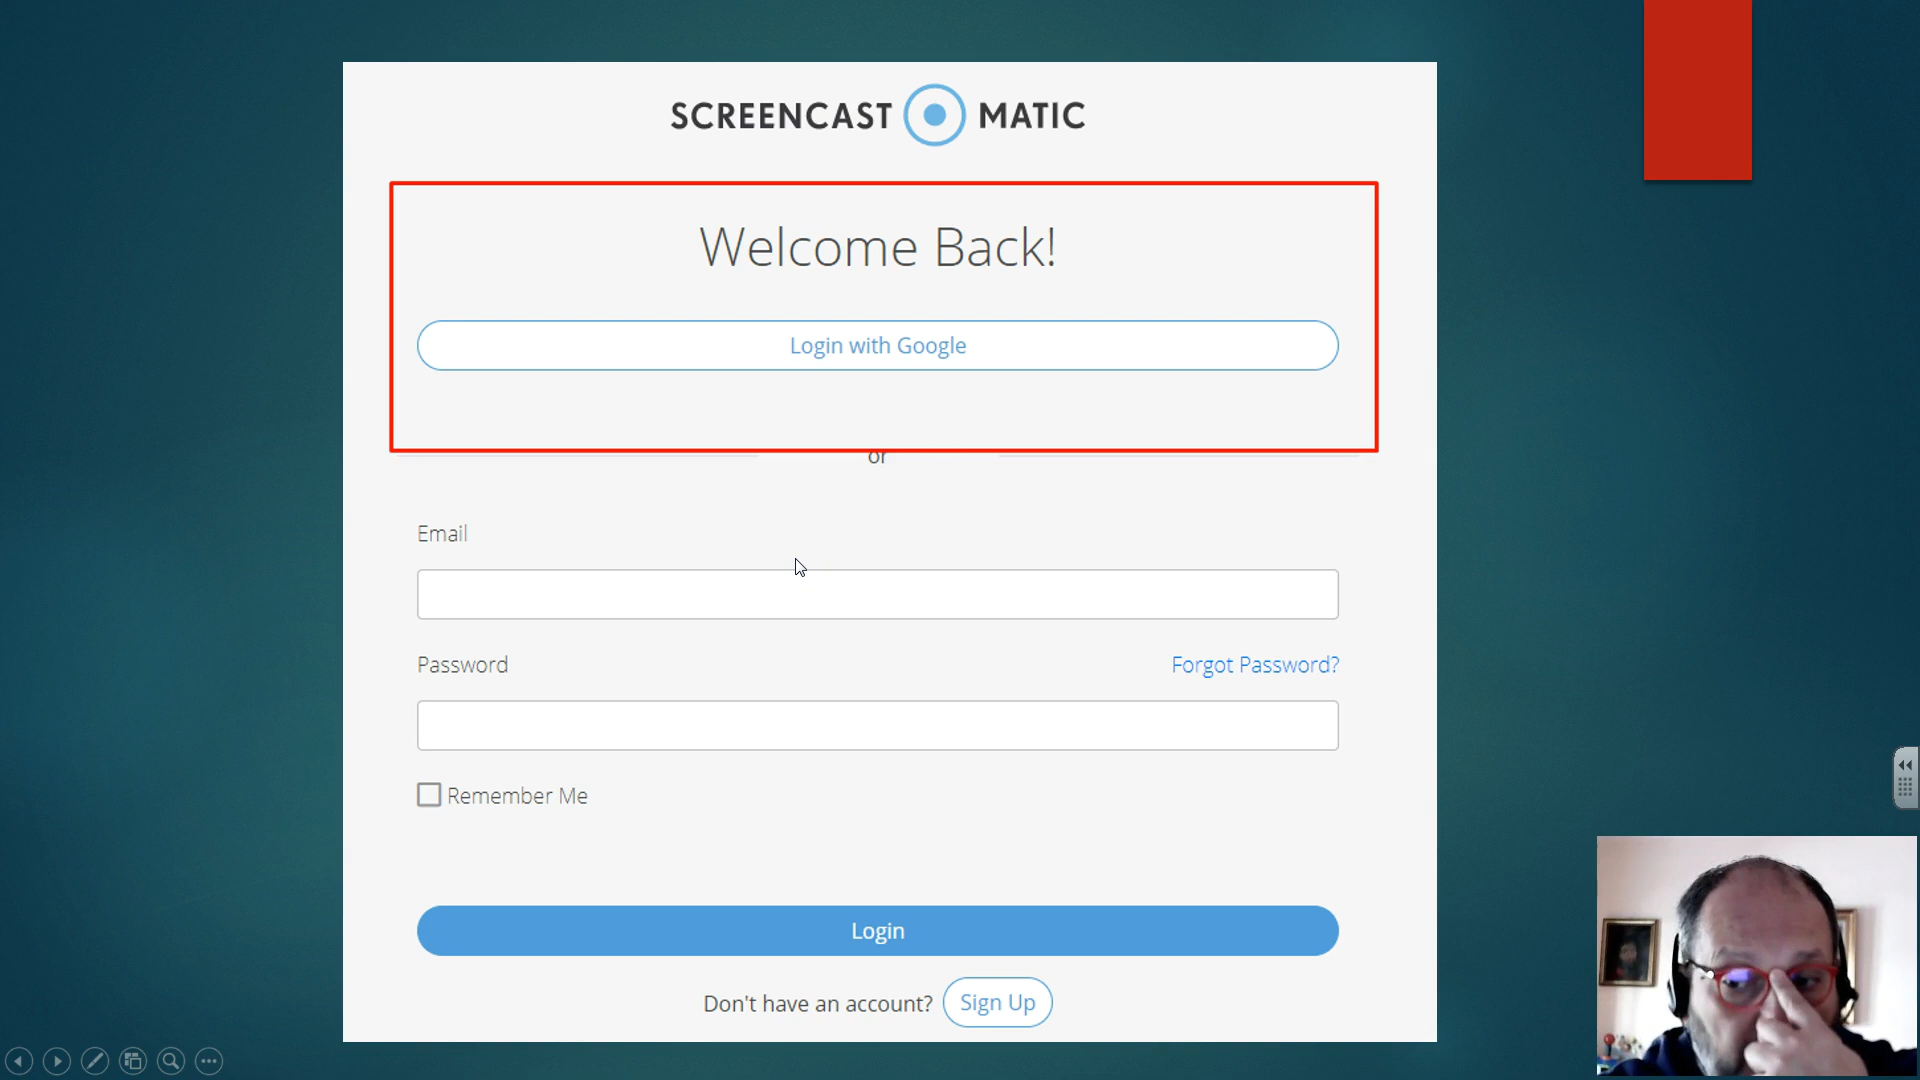 SCREENCAST MATIC
Welcome Back!
Login with Google
or
Email
Password
Forgot Password?
Remember Me
Login
Don't have an account? Sign Up